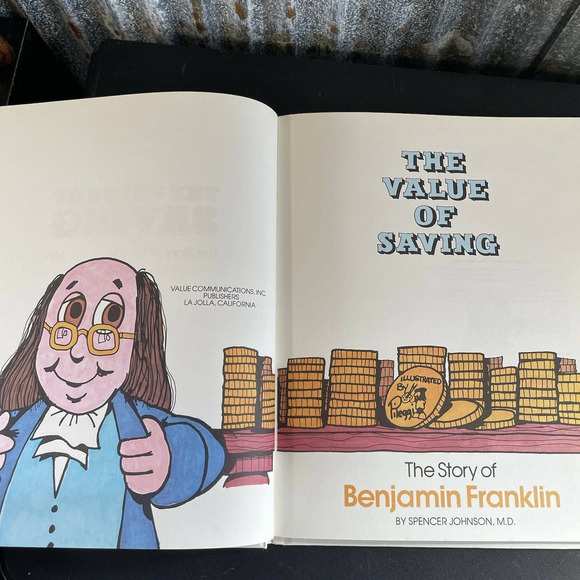 VALUE COMMUNICATIONS, INC.
PUBLISHERS
LA JOLLA, CALIFORNIA
THE
VALUE
OF
SAVING
ILLUSTRATED
BY
Pileggi
The Story of
Benjamin Franklin
BY SPENCER JOHNSON, M.D.